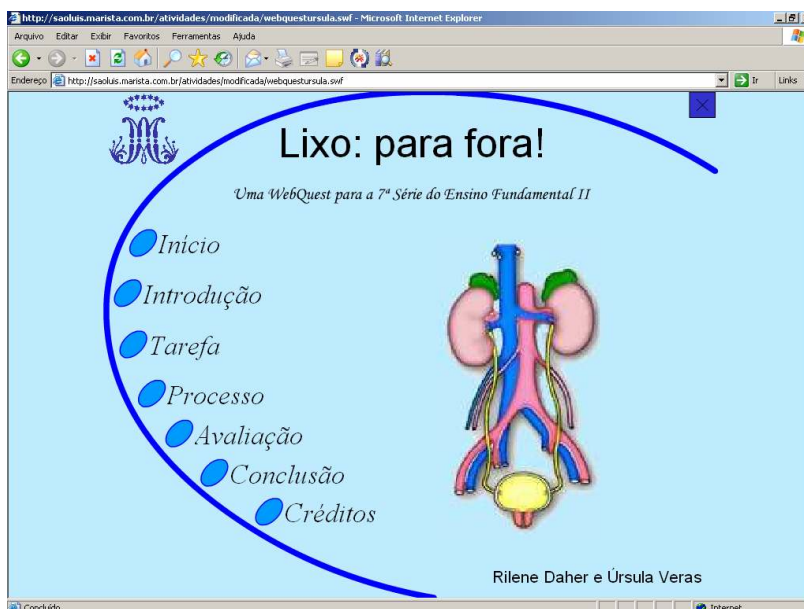 http://saoluis.marista.com.br/atividades/modificada/webquestursula.swf - Microsoft Internet Explorer
Arquivo Editar Exibir Favoritos Ferramentas Ajuda
Endereço http://saoluis.marista.com.br/atividades/modificada/webquestursula.swf Ir Links
Lixo: para fora!
Uma WebQuest para a 7ª Série do Ensino Fundamental II
Início
Introdução
Tarefa
Processo
Avaliação
Conclusão
Créditos
Rilene Daher e Úrsula Veras
Concluído Internet